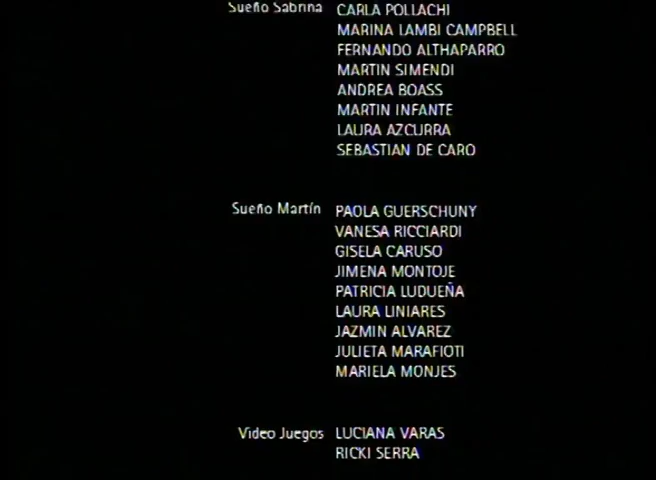 Sueño Sabrina CARLA POLLACHI
MARINA LAMBI CAMPBELL
FERNANDO ALTHAPARRO
MARTIN SIMENDI
ANDREA BOASS
MARTIN INFANTE
LAURA AZCURRA
SEBASTIAN DE CARO
Sueño Martín PAOLA GUERSCHUNY
VANESA RICCIARDI
GISELA CARUSO
JIMENA MONTOJE
PATRICIA LUDUEÑA
LAURA LINIARES
JAZMIN ALVAREZ
JULIETA MARAFIOTI
MARIELA MONJES
Video Juegos LUCIANA VARAS
RICKI SERRA